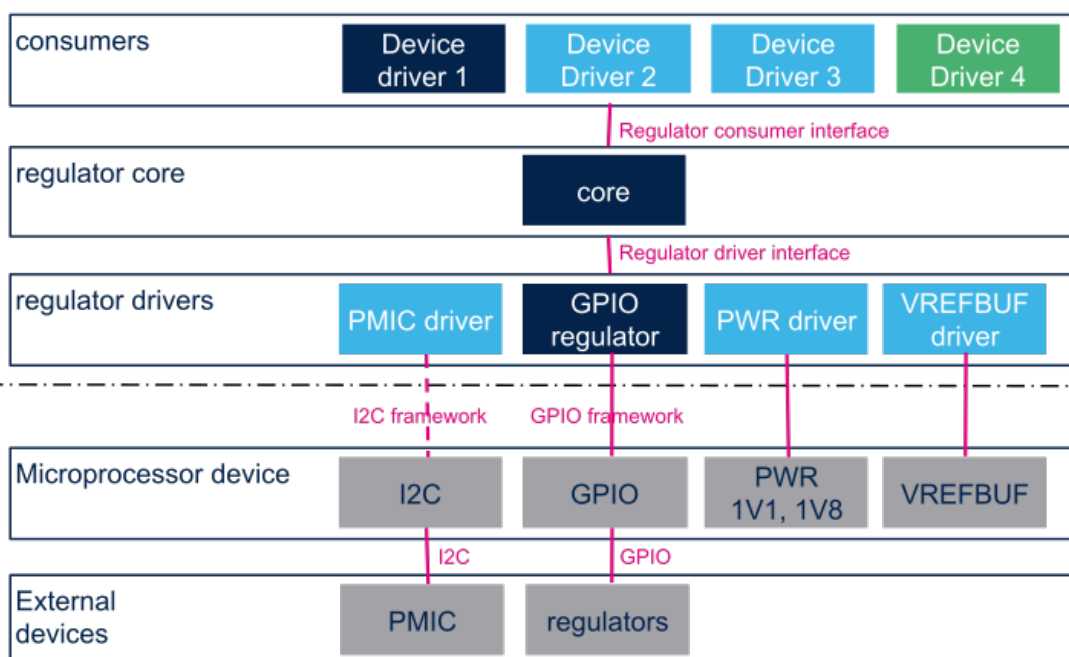 consumers
Device
driver 1
Device
Driver 2
Device
Driver 3
Device
Driver 4
Regulator consumer interface
regulator core
core
Regulator driver interface
regulator drivers
PMIC driver
GPIO
regulator
PWR driver
VREFBUF
driver
I2C framework
GPIO framework
Microprocessor device
I2C
GPIO
PWR
1V1, 1V8
VREFBUF
I2C
GPIO
External
devices
PMIC
regulators